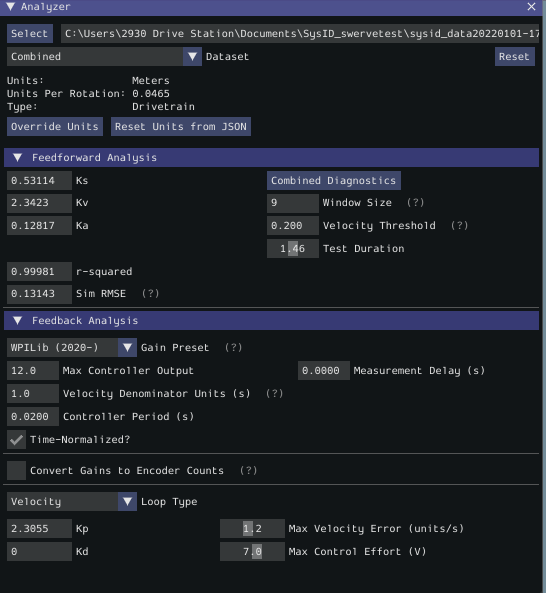 Analyzer
Select C:\Users\2930 Drive Station\Documents\SysID_swervetest\sysid_data20220101-17
Combined Dataset Reset
Units: Meters
Units Per Rotation: 0.0465
Type: Drivetrain
Override Units Reset Units from JSON
Feedforward Analysis
0.53114 Ks Combined Diagnostics
2.3423 Kv 9 Window Size (?)
0.12817 Ka 0.200 Velocity Threshold (?)
1.46 Test Duration
0.99981 r-squared
0.13143 Sim RMSE (?)
Feedback Analysis
WPILib (2020-) Gain Preset (?)
12.0 Max Controller Output 0.0000 Measurement Delay (s)
1.0 Velocity Denominator Units (s) (?)
0.0200 Controller Period (s)
Time-Normalized?
Convert Gains to Encoder Counts (?)
Velocity Loop Type
2.3055 Kp 1.2 Max Velocity Error (units/s)
0 Kd 7.0 Max Control Effort (V)